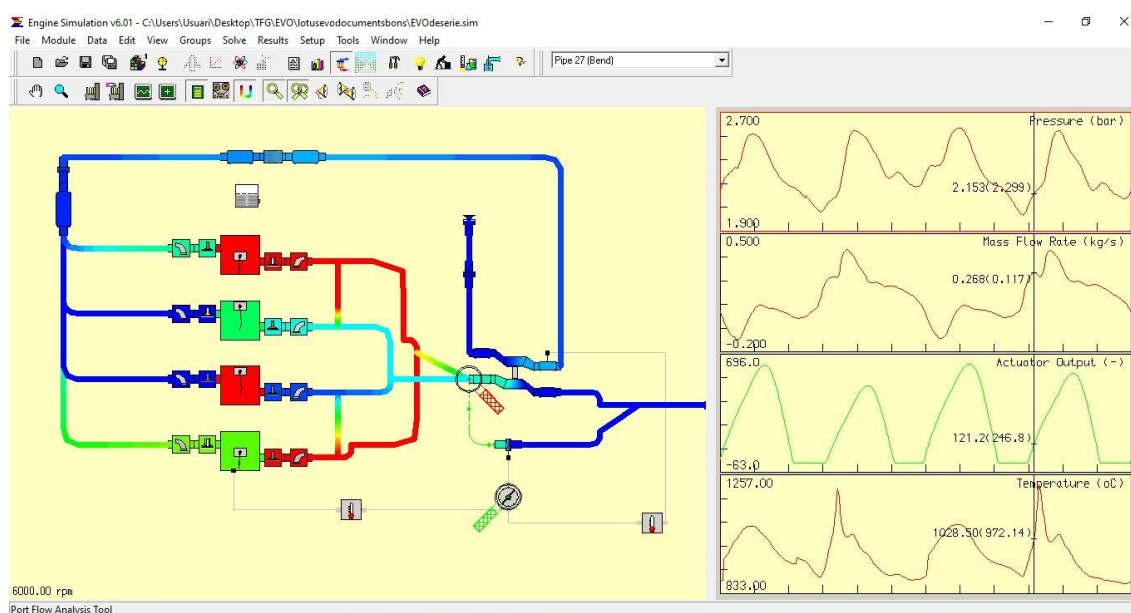 Engine Simulation v6.01 - C:\Users\Usuari\Desktop\TFG\EVO\lotusevodocumentsbons\EVOdeserie.sim
File Module Data Edit View Groups Solve Results Setup Tools Window Help
Pipe 27 (Bend)
2.700 Pressure (bar)
2.153(2.299)
1.900
0.500 Mass Flow Rate (kg/s)
0.268(0.117)
-0.200
696.0 Actuator Output (-)
121.2(246.8)
-63.0
1257.00 Temperature (oC)
1028.50(972.14)
833.00
6000.00 rpm
Port Flow Analysis Tool